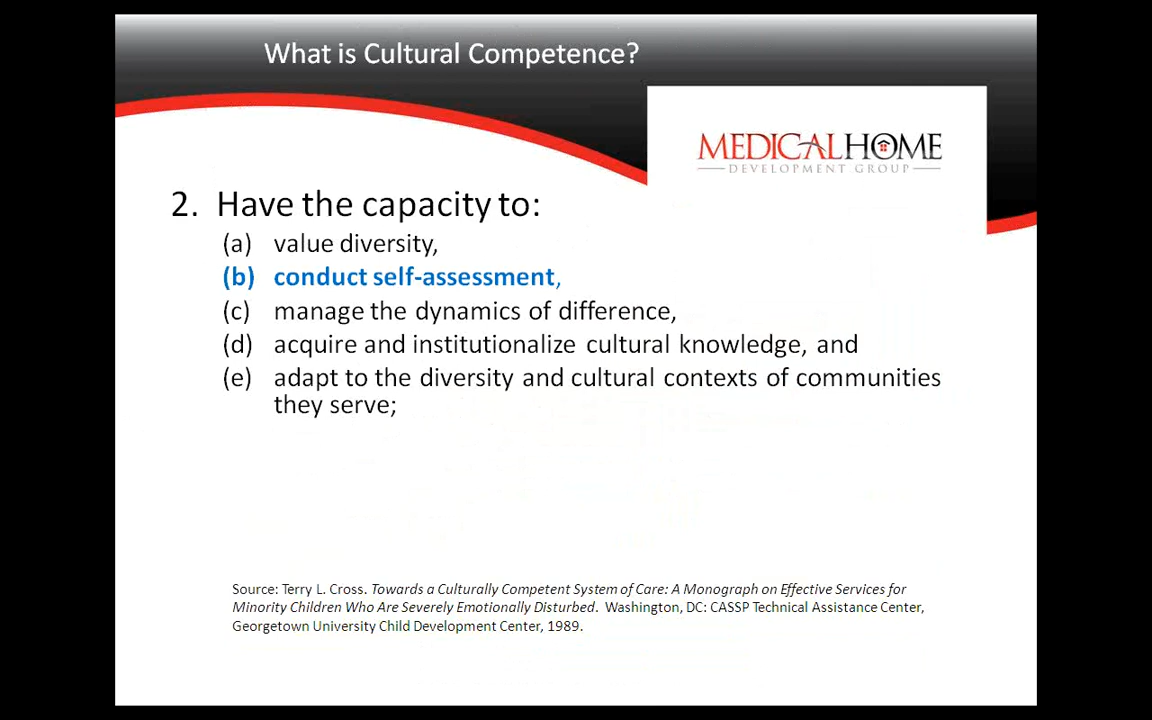 What is Cultural Competence?
MEDICALHOME
DEVELOPMENT GROUP
2. Have the capacity to:
(a) value diversity,
(b) conduct self-assessment,
(c) manage the dynamics of difference,
(d) acquire and institutionalize cultural knowledge, and
(e) adapt to the diversity and cultural contexts of communities
they serve;
Source: Terry L. Cross. Towards a Culturally Competent System of Care: A Monograph on Effective Services for
Minority Children Who Are Severely Emotionally Disturbed. Washington, DC: CASSP Technical Assistance Center,
Georgetown University Child Development Center, 1989.